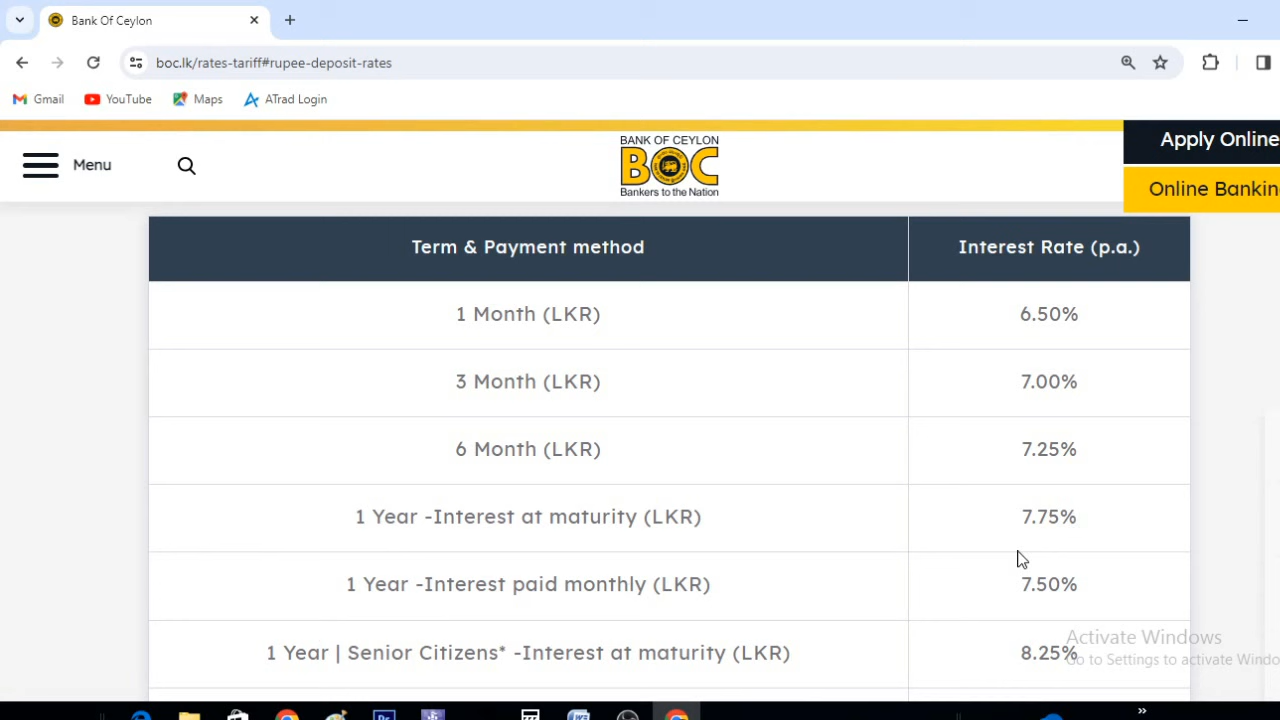 Bank Of Ceylon
boc.lk/rates-tariff#rupee-deposit-rates
Gmail YouTube Maps ATrad Login
Apply Online
Menu
BANK OF CEYLON
BOC
Bankers to the Nation
Online Bankin
Term & Payment method Interest Rate (p.a.)
1 Month (LKR) 6.50%
3 Month (LKR) 7.00%
6 Month (LKR) 7.25%
1 Year -Interest at maturity (LKR) 7.75%
1 Year -Interest paid monthly (LKR) 7.50%
1 Year | Senior Citizens* -Interest at maturity (LKR) 8.25%
Activate Windows
Go to Settings to activate Windo